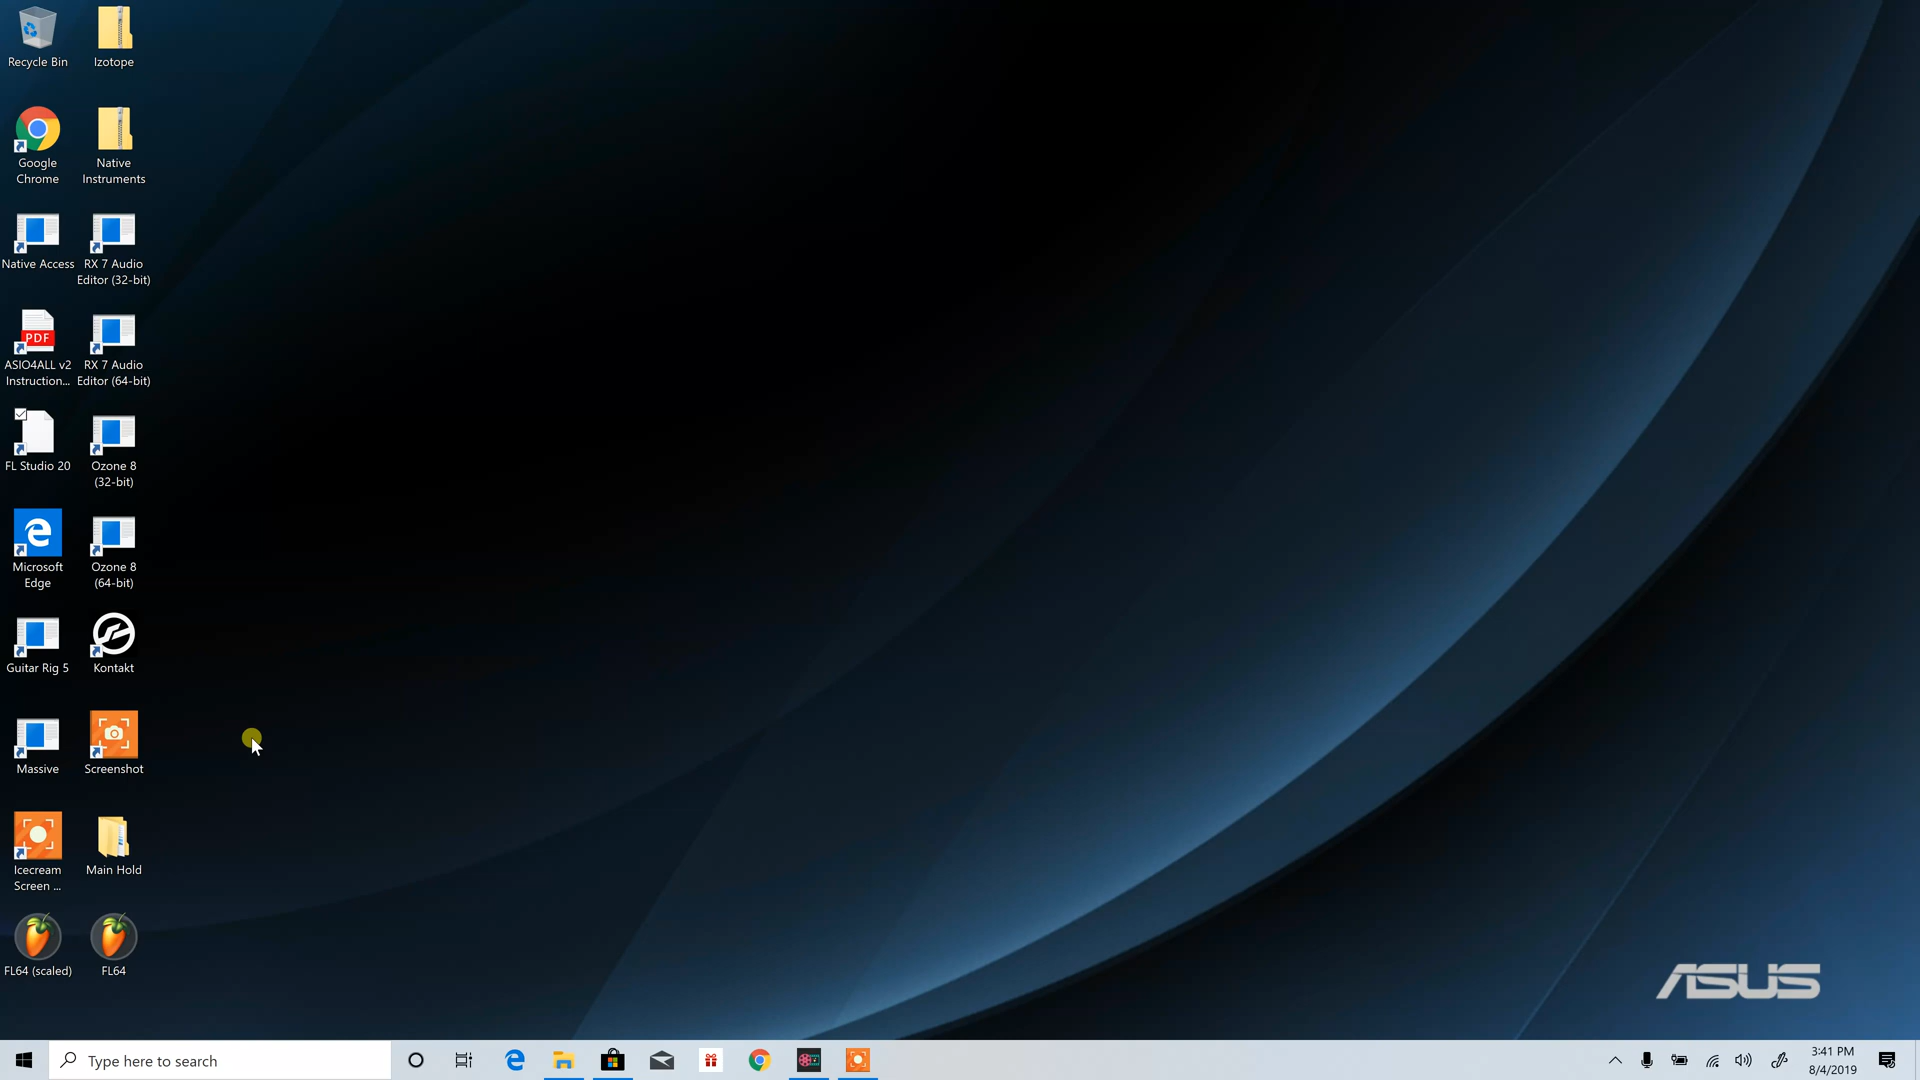 Recycle Bin
Izotope
Google
Chrome
Native
Instruments
Native Access
RX 7 Audio
Editor (32-bit)
PDF
ASIO4ALL v2
Instruction...
RX 7 Audio
Editor (64-bit)
FL Studio 20
Ozone 8
(32-bit)
Microsoft
Edge
Ozone 8
(64-bit)
Guitar Rig 5
Kontakt
Massive
Screenshot
Icecream
Screen ...
Main Hold
FL64 (scaled)
FL64
ASUS
Type here to search
3:41 PM
8/4/2019